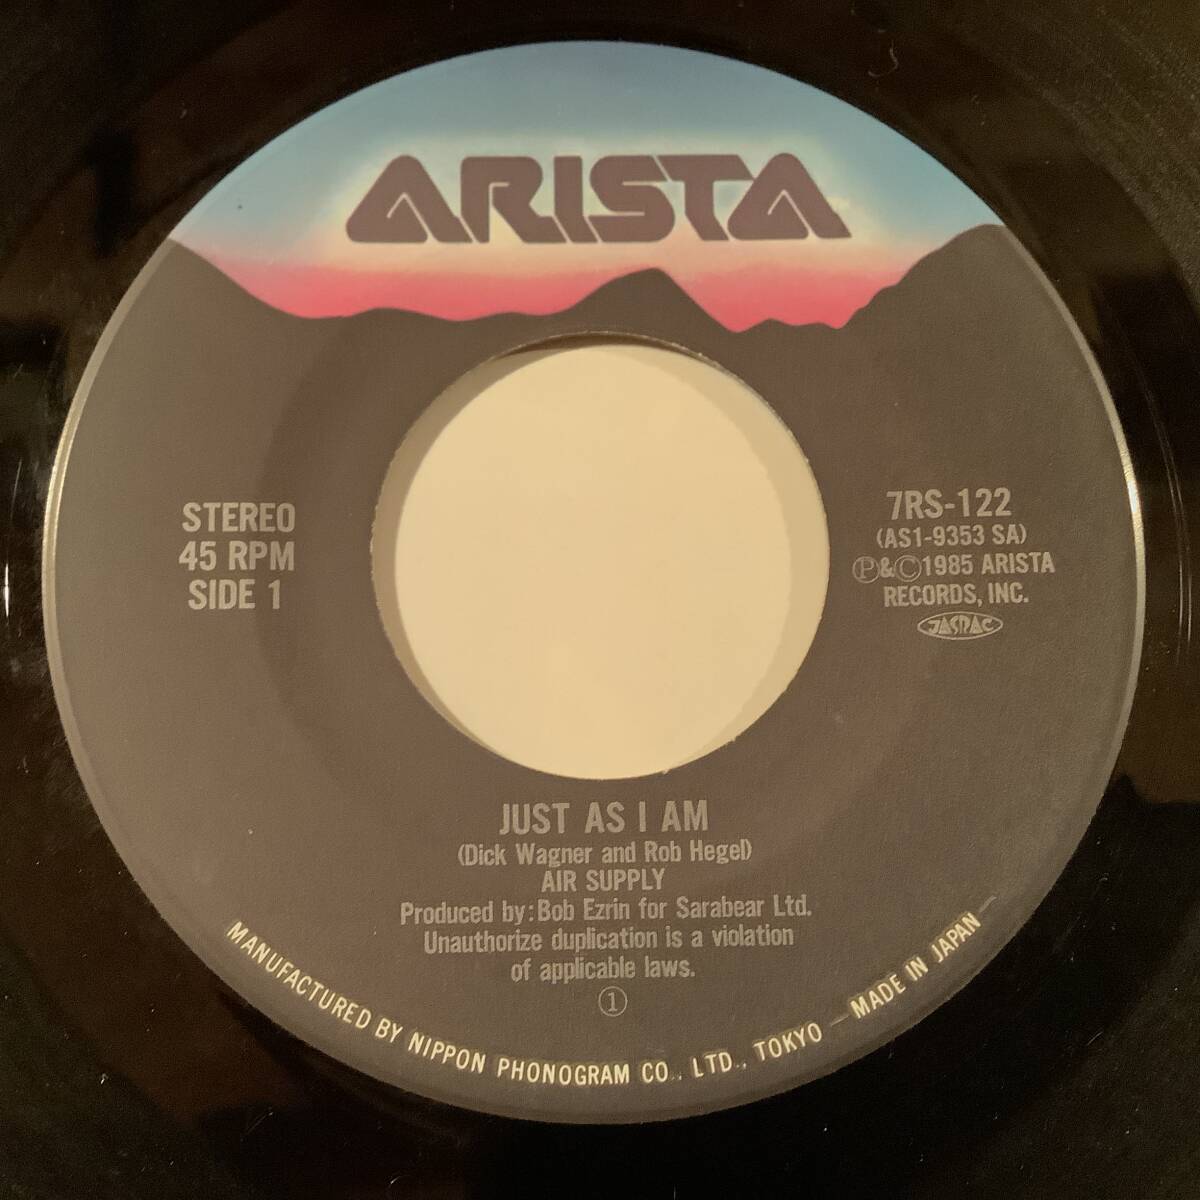 ARISTA
STEREO
45 RPM
SIDE 1
7RS-122
(AS1-9353 SA)
Ⓟ&Ⓒ1985 ARISTA
RECORDS, INC.
JASRAC
JUST AS I AM
(Dick Wagner and Rob Hegel)
AIR SUPPLY
Produced by: Bob Ezrin for Sarabear Ltd.
Unauthorize duplication is a violation
of applicable laws.
①
MANUFACTURED BY NIPPON PHONOGRAM CO., LTD., TOKYO — MADE IN JAPAN —